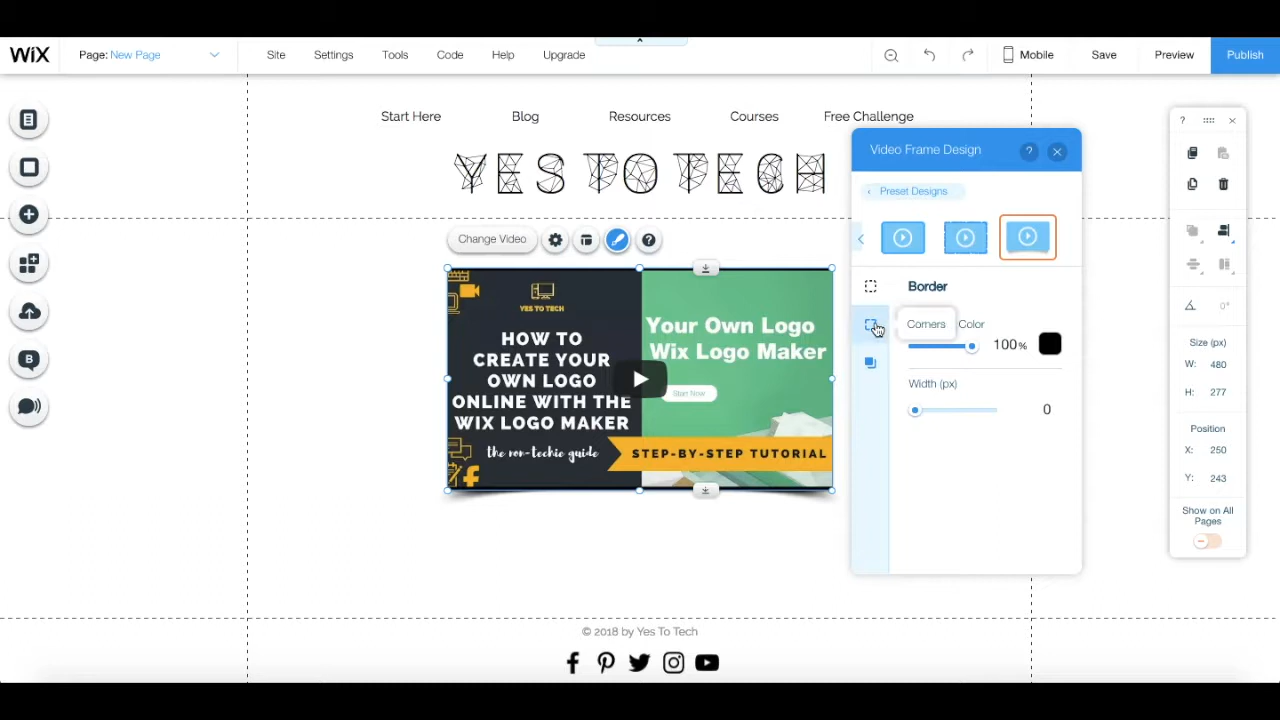 WiX
Page: New Page
Site
Settings
Tools
Code
Help
Upgrade
Mobile
Save
Preview
Publish
Start Here
Blog
Resources
Courses
Free Challenge
YES TO TECH
Video Frame Design
?
Preset Designs
Change Video
?
Border
Corners
Color
100%
Width (px)
0
YES TO TECH
HOW TO
CREATE YOUR
OWN LOGO
ONLINE WITH THE
WIX LOGO MAKER
the non-techie guide
Your Own Logo
Wix Logo Maker
Start Now
STEP-BY-STEP TUTORIAL
?
0°
Size (px)
W: 480
H: 277
Position
X: 250
Y: 243
Show on All
Pages
B
© 2018 by Yes To Tech